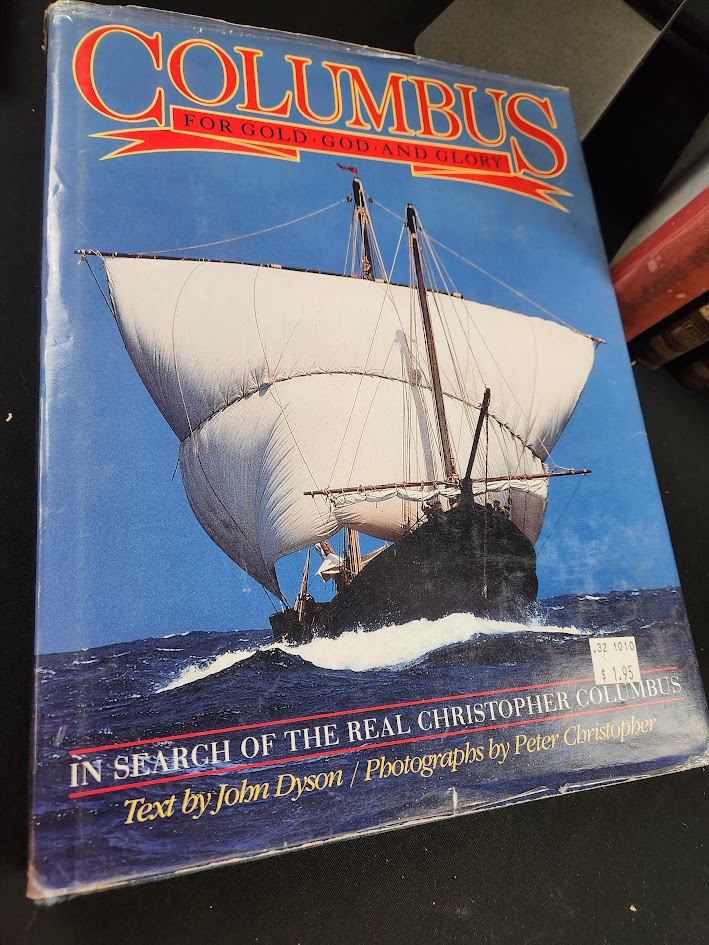 COLUMBUS
FOR GOLD · GOD · AND GLORY
.32 1010
$ 1.95
IN SEARCH OF THE REAL CHRISTOPHER COLUMBUS
Text by John Dyson / Photographs by Peter Christopher